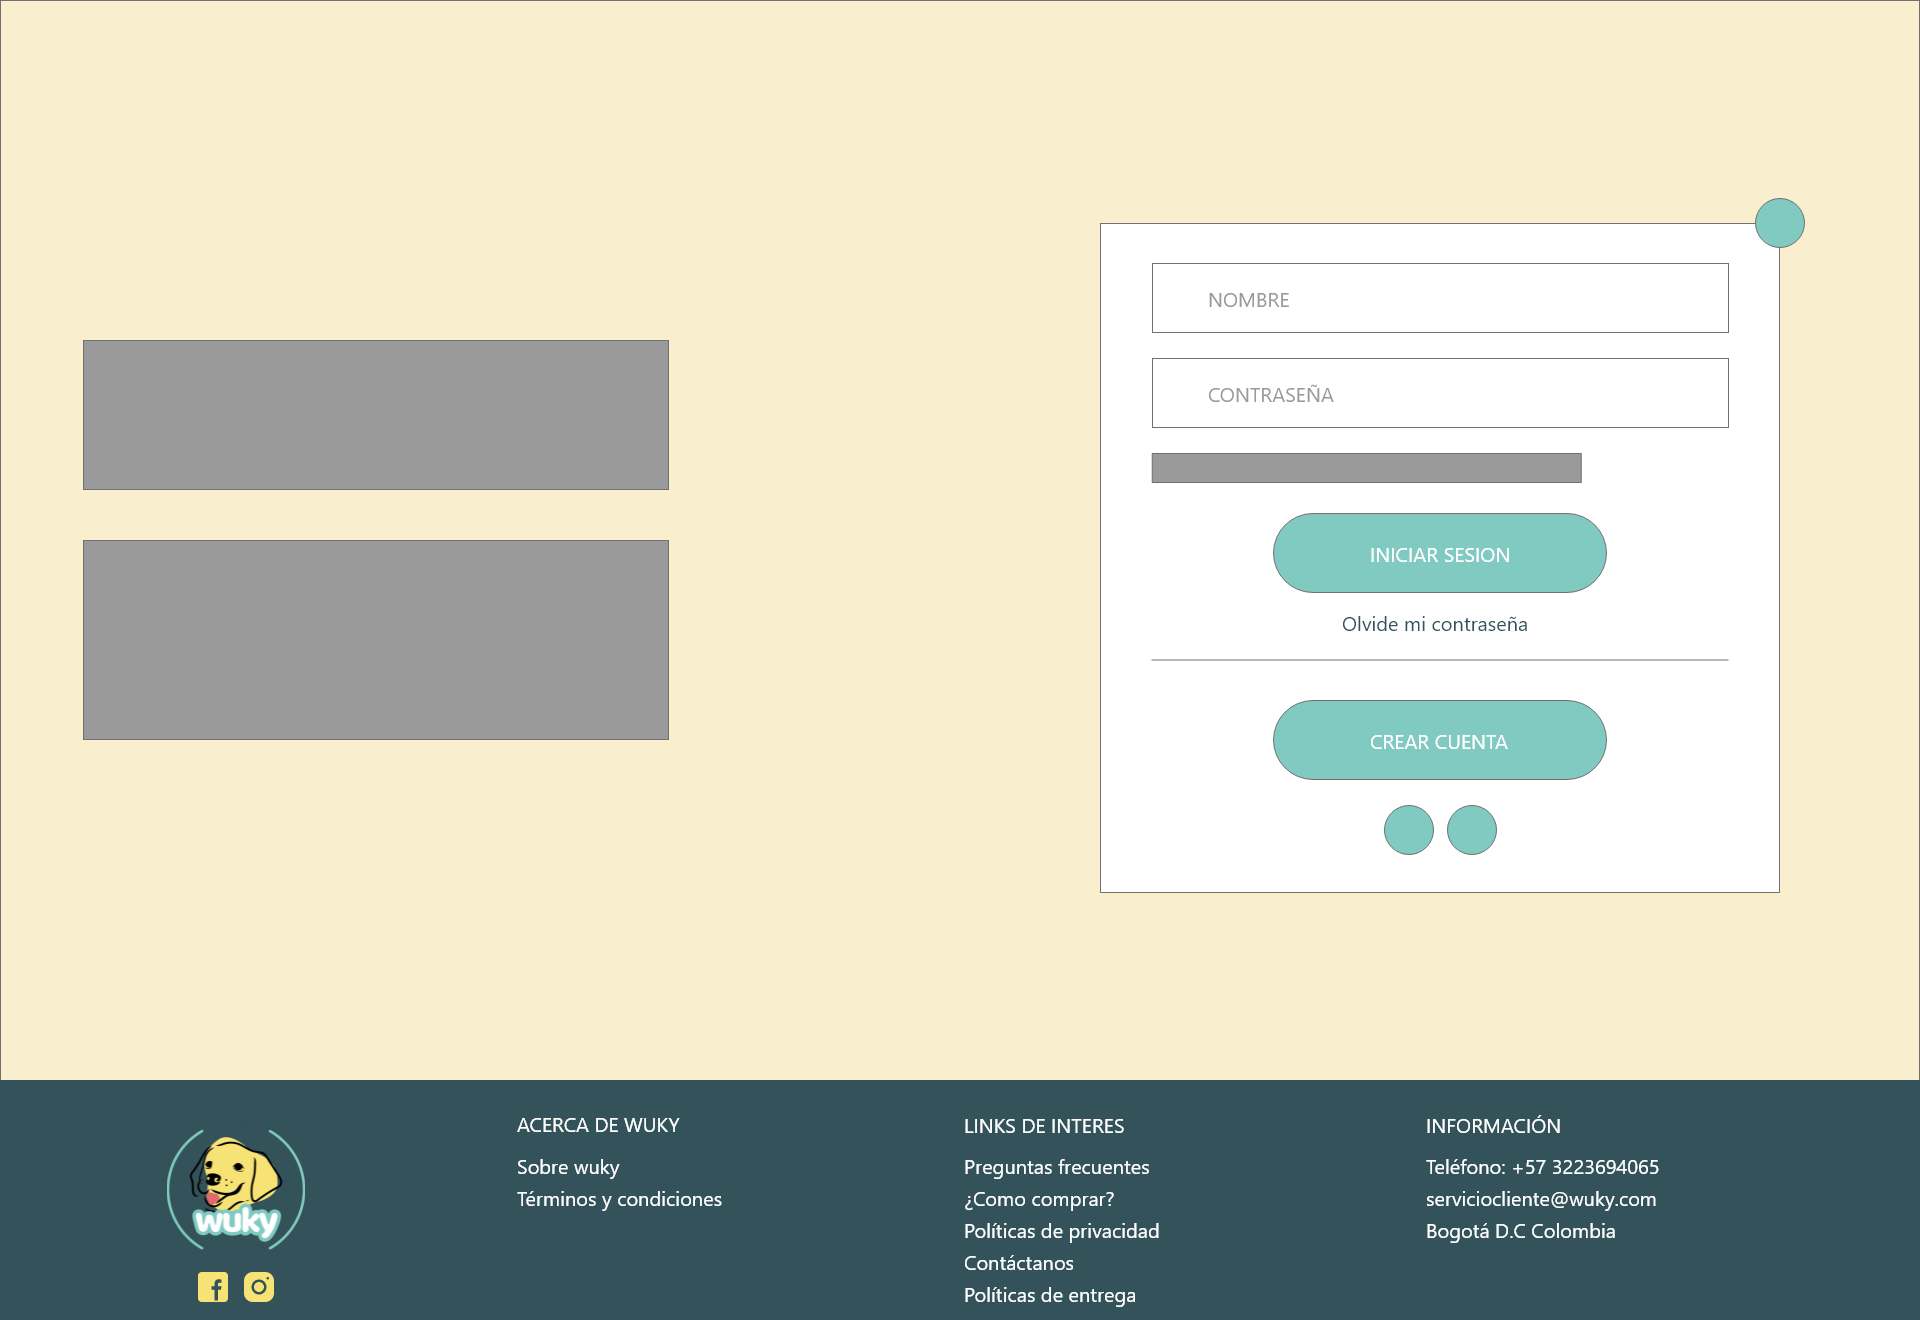 NOMBRE
CONTRASEÑA
INICIAR SESION
Olvide mi contraseña
CREAR CUENTA
wuky
ACERCA DE WUKY
Sobre wuky
Términos y condiciones
LINKS DE INTERES
Preguntas frecuentes
¿Como comprar?
Políticas de privacidad
Contáctanos
Políticas de entrega
INFORMACIÓN
Teléfono: +57 3223694065
serviciocliente@wuky.com
Bogotá D.C Colombia